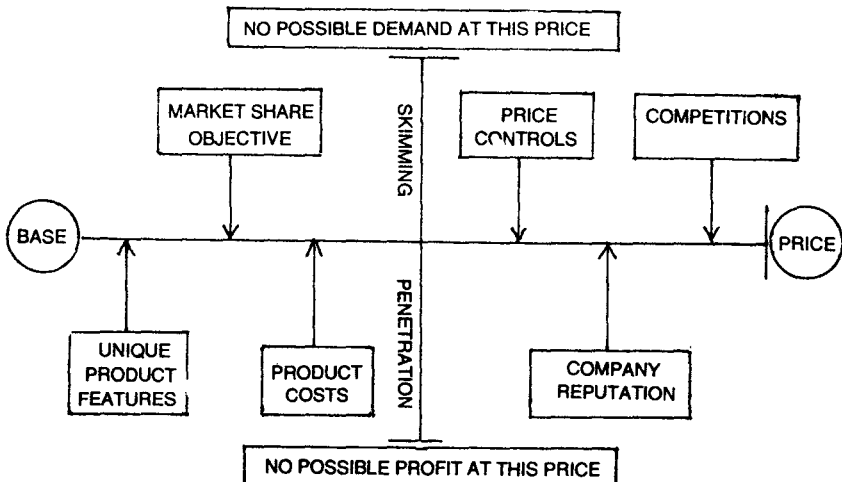 NO POSSIBLE DEMAND AT THIS PRICE
MARKET SHARE
OBJECTIVE
SKIMMING
PRICE
CONTROLS
COMPETITIONS
BASE
PRICE
PENETRATION
UNIQUE
PRODUCT
FEATURES
PRODUCT
COSTS
COMPANY
REPUTATION
NO POSSIBLE PROFIT AT THIS PRICE